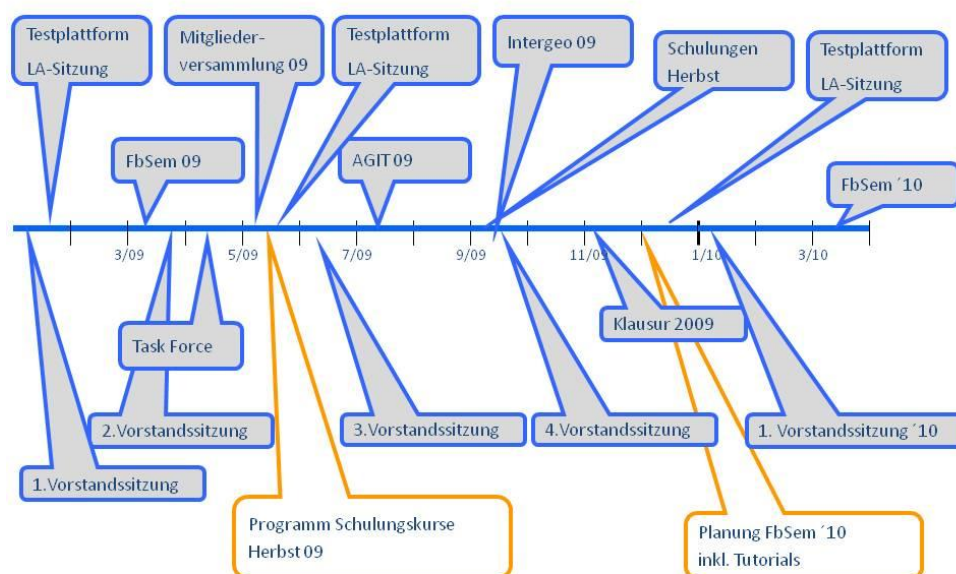 Testplattform
LA-Sitzung
Mitglieder-
versammlung 09
Testplattform
LA-Sitzung
Intergeo 09
Schulungen
Herbst
Testplattform
LA-Sitzung
FbSem 09
AGIT 09
FbSem ´10
3/09
5/09
7/09
9/09
11/09
1/10
3/10
Task Force
Klausur 2009
2.Vorstandssitzung
3.Vorstandssitzung
4.Vorstandssitzung
1. Vorstandssitzung ´10
1.Vorstandssitzung
Programm Schulungskurse
Herbst 09
Planung FbSem ´10
inkl. Tutorials